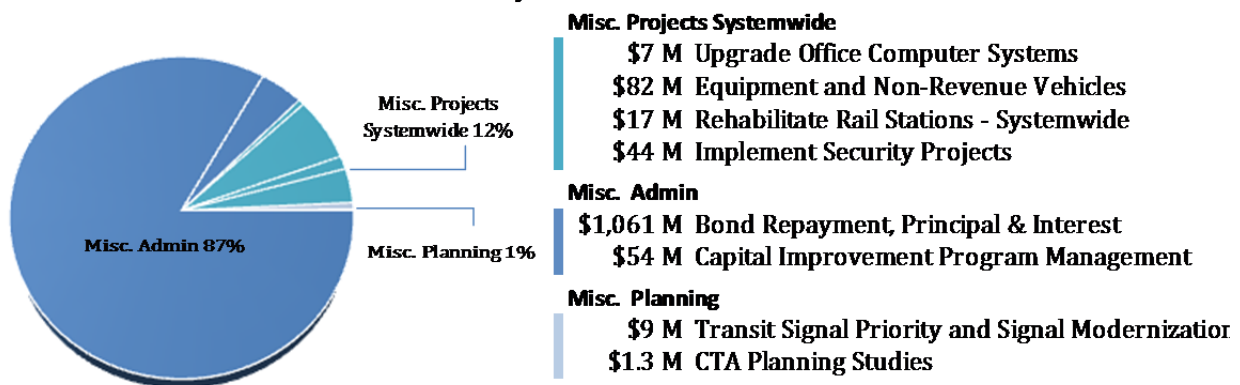 Misc. Projects
Systemwide 12%
Misc. Admin 87%
Misc. Planning 1%
Misc. Projects Systemwide
$7 M Upgrade Office Computer Systems
$82 M Equipment and Non-Revenue Vehicles
$17 M Rehabilitate Rail Stations - Systemwide
$44 M Implement Security Projects
Misc. Admin
$1,061 M Bond Repayment, Principal & Interest
$54 M Capital Improvement Program Management
Misc. Planning
$9 M Transit Signal Priority and Signal Modernization
$1.3 M CTA Planning Studies